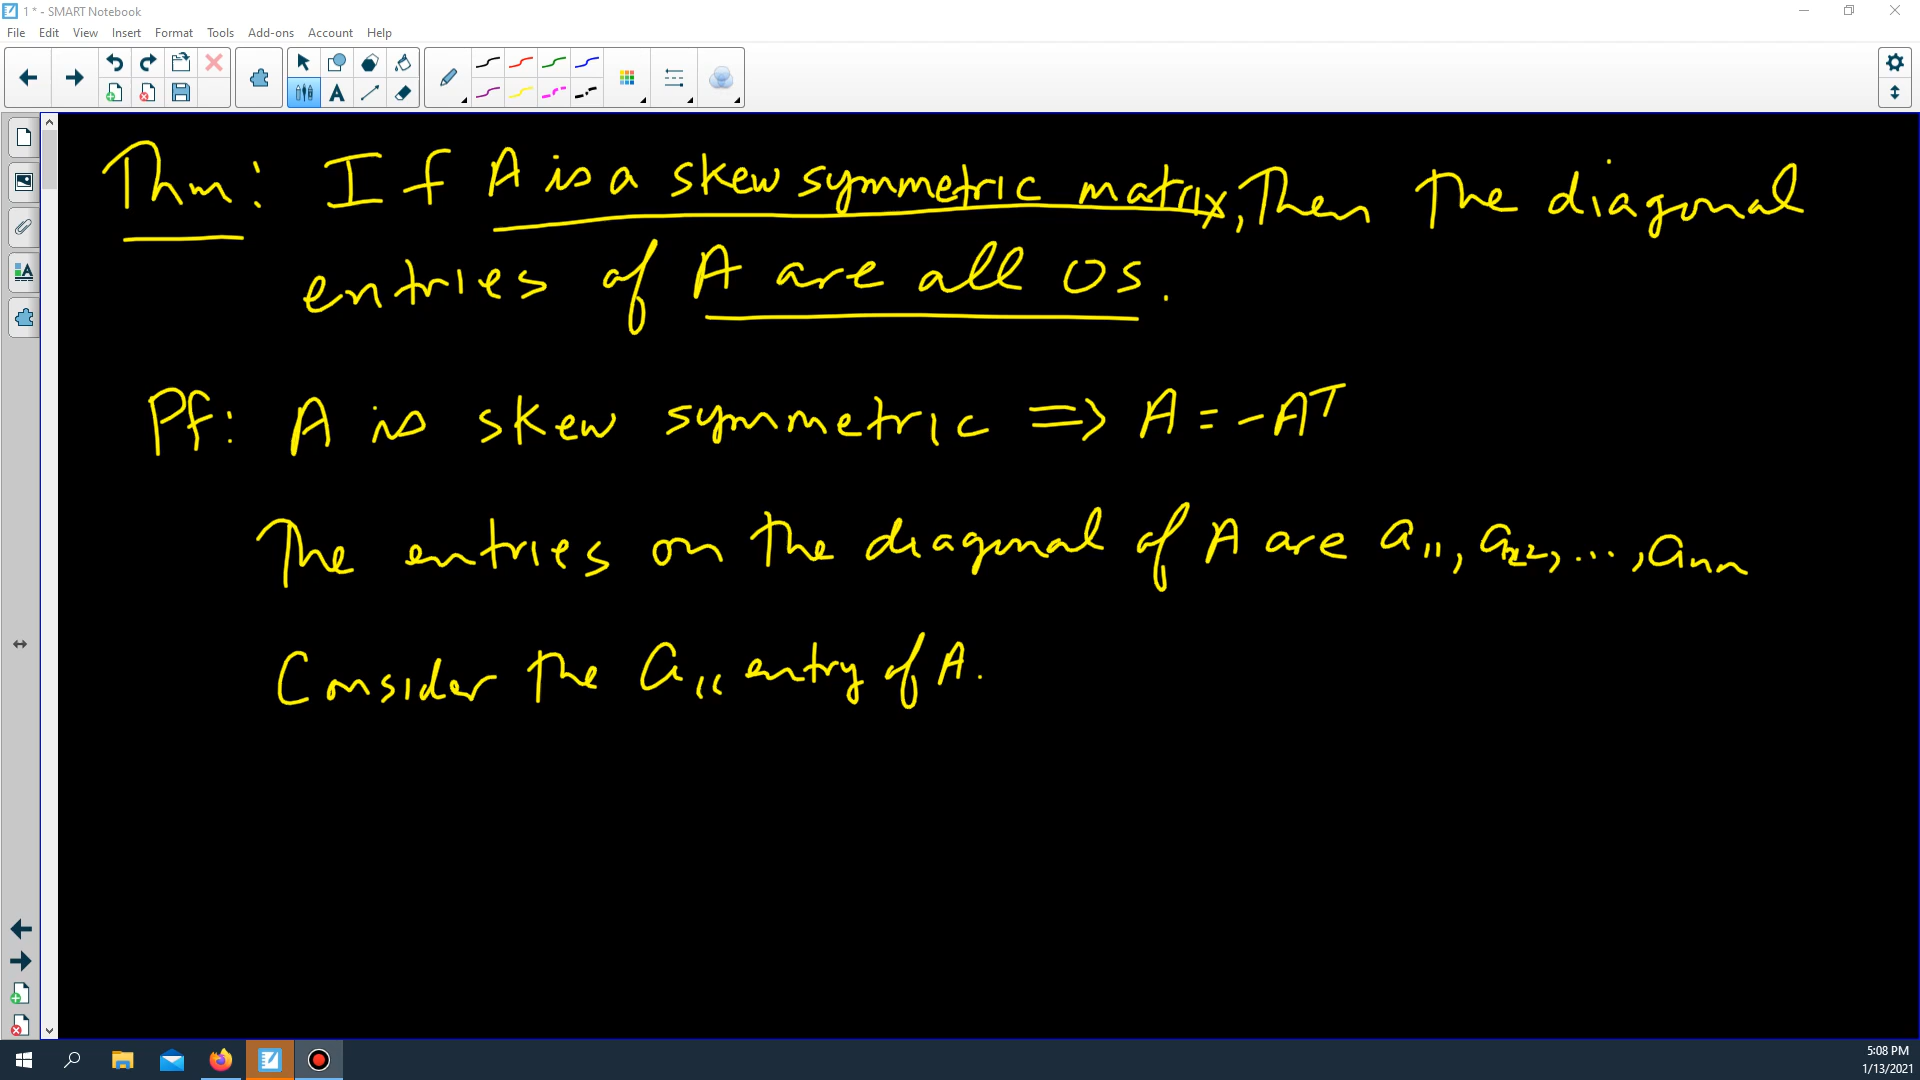 1 * - SMART Notebook
File Edit View Insert Format Tools Add-ons Account Help
Thm: If A is a skew symmetric matrix, Then the diagonal
entries of A are all 0s.
Pf: A is skew symmetric => A = -A^T
The entries on the diagonal of A are a₁₁, a₂₂, ..., aₙₙ
Consider the a₁₁ entry of A.
5:08 PM
1/13/2021